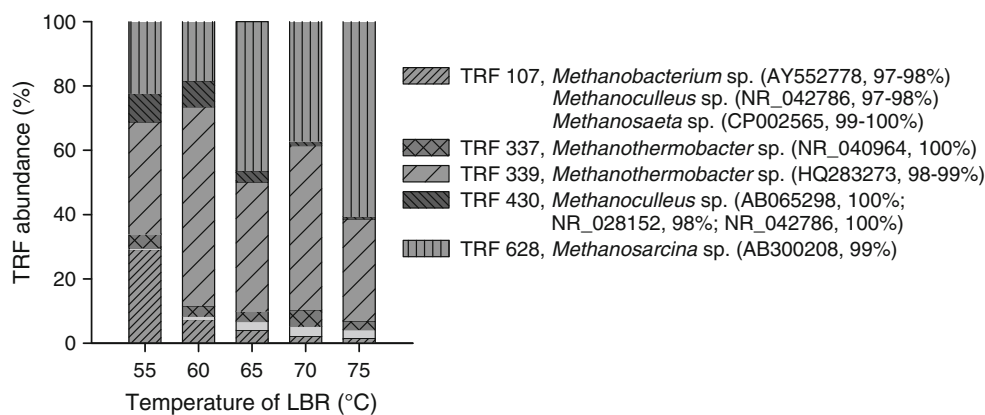 100
80
60
40
20
0
TRF abundance (%)
55 60 65 70 75
Temperature of LBR (°C)
TRF 107, Methanobacterium sp. (AY552778, 97-98%)
Methanoculleus sp. (NR_042786, 97-98%)
Methanosaeta sp. (CP002565, 99-100%)
TRF 337, Methanothermobacter sp. (NR_040964, 100%)
TRF 339, Methanothermobacter sp. (HQ283273, 98-99%)
TRF 430, Methanoculleus sp. (AB065298, 100%;
NR_028152, 98%; NR_042786, 100%)
TRF 628, Methanosarcina sp. (AB300208, 99%)